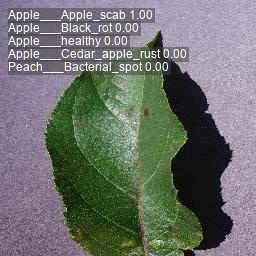 Apple___Apple_scab 1.00
Apple___Black_rot 0.00
Apple___healthy 0.00
Apple___Cedar_apple_rust 0.00
Peach___Bacterial_spot 0.00